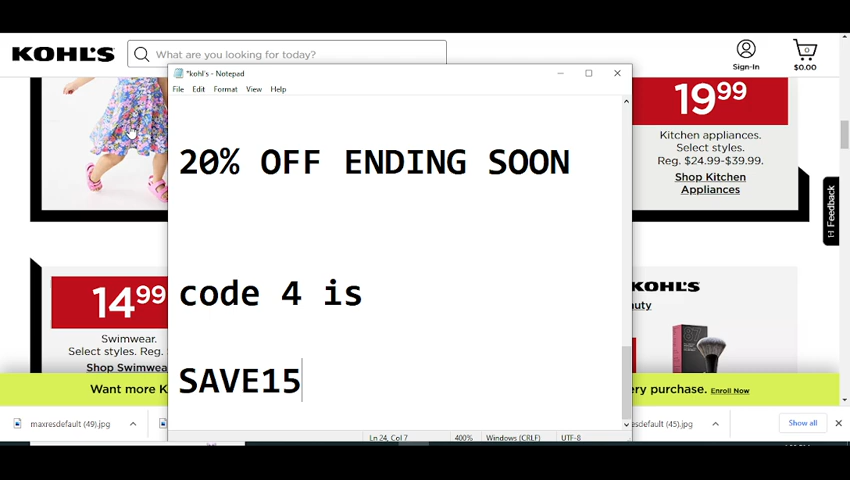 KOHL'S
What are you looking for today?
Sign-In
0
$0.00
*kohl's - Notepad
File Edit Format View Help
20% OFF ENDING SOON
code 4 is
SAVE15
19.99
Kitchen appliances.
Select styles.
Reg. $24.99-$39.99.
Shop Kitchen
Appliances
Feedback
14.99
Swimwear.
Select styles. Reg.
Shop Swimwea
KOHL'S
Want more K
ery purchase. Enroll Now
maxresdefault (49).jpg
sdefault (45).jpg
Show all
Ln 24, Col 7
400%
Windows (CRLF)
UTF-8